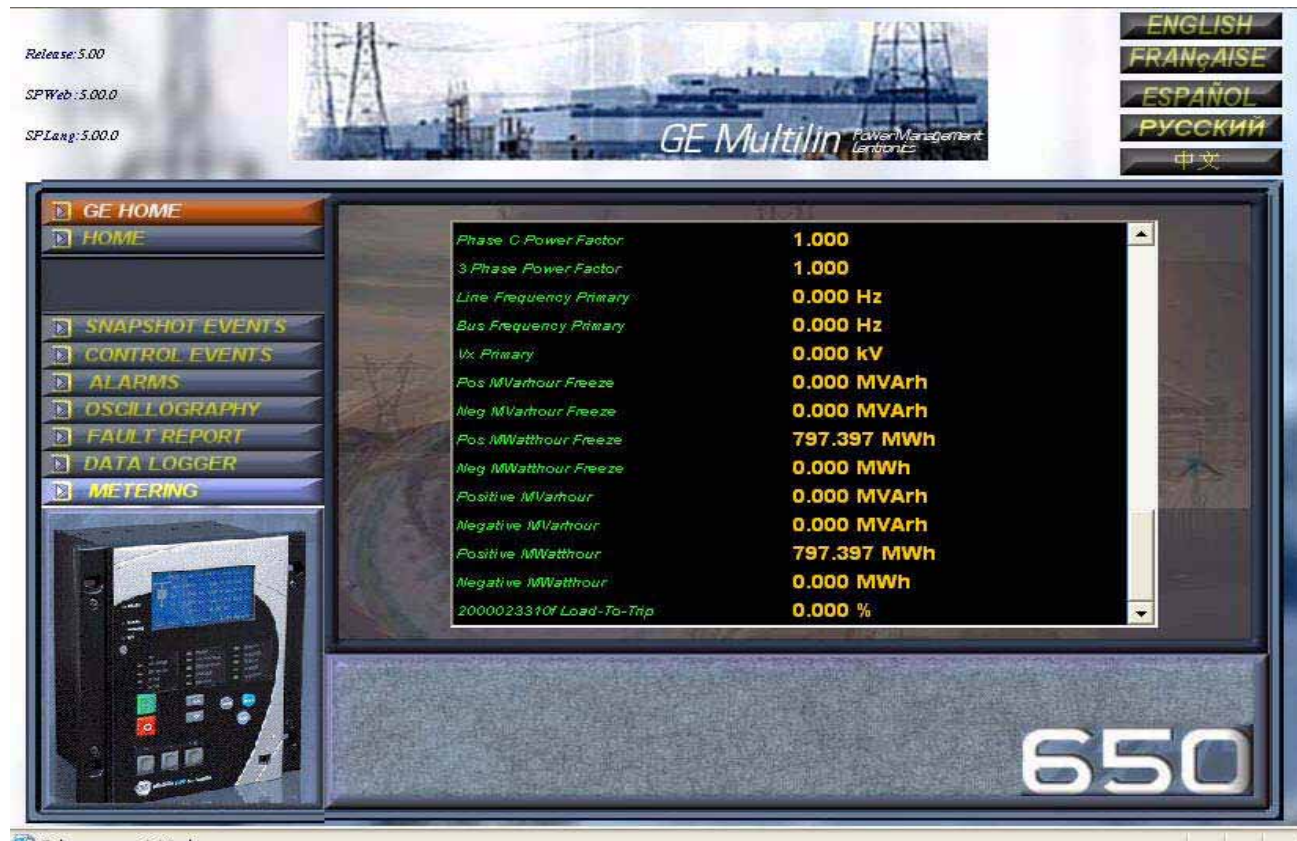 Release:5.00
SPWeb:5.00.0
SPLang:5.00.0
GE Multilin PowerManagement
Lentronics
ENGLISH
FRANçAISE
ESPAÑOL
РУССКИЙ
中文
GE HOME
HOME
SNAPSHOT EVENTS
CONTROL EVENTS
ALARMS
OSCILLOGRAPHY
FAULT REPORT
DATA LOGGER
METERING
Phase C Power Factor 1.000
3 Phase Power Factor 1.000
Line Frequency Primary 0.000 Hz
Bus Frequency Primary 0.000 Hz
Vx Primary 0.000 kV
Pos MVarhour Freeze 0.000 MVArh
Neg MVarhour Freeze 0.000 MVArh
Pos MWatthour Freeze 797.397 MWh
Neg MWatthour Freeze 0.000 MWh
Positive MVarhour 0.000 MVArh
Negative MVarhour 0.000 MVArh
Positive MWatthour 797.397 MWh
Negative MWatthour 0.000 MWh
2000023310f Load-To-Trip 0.000 %
650